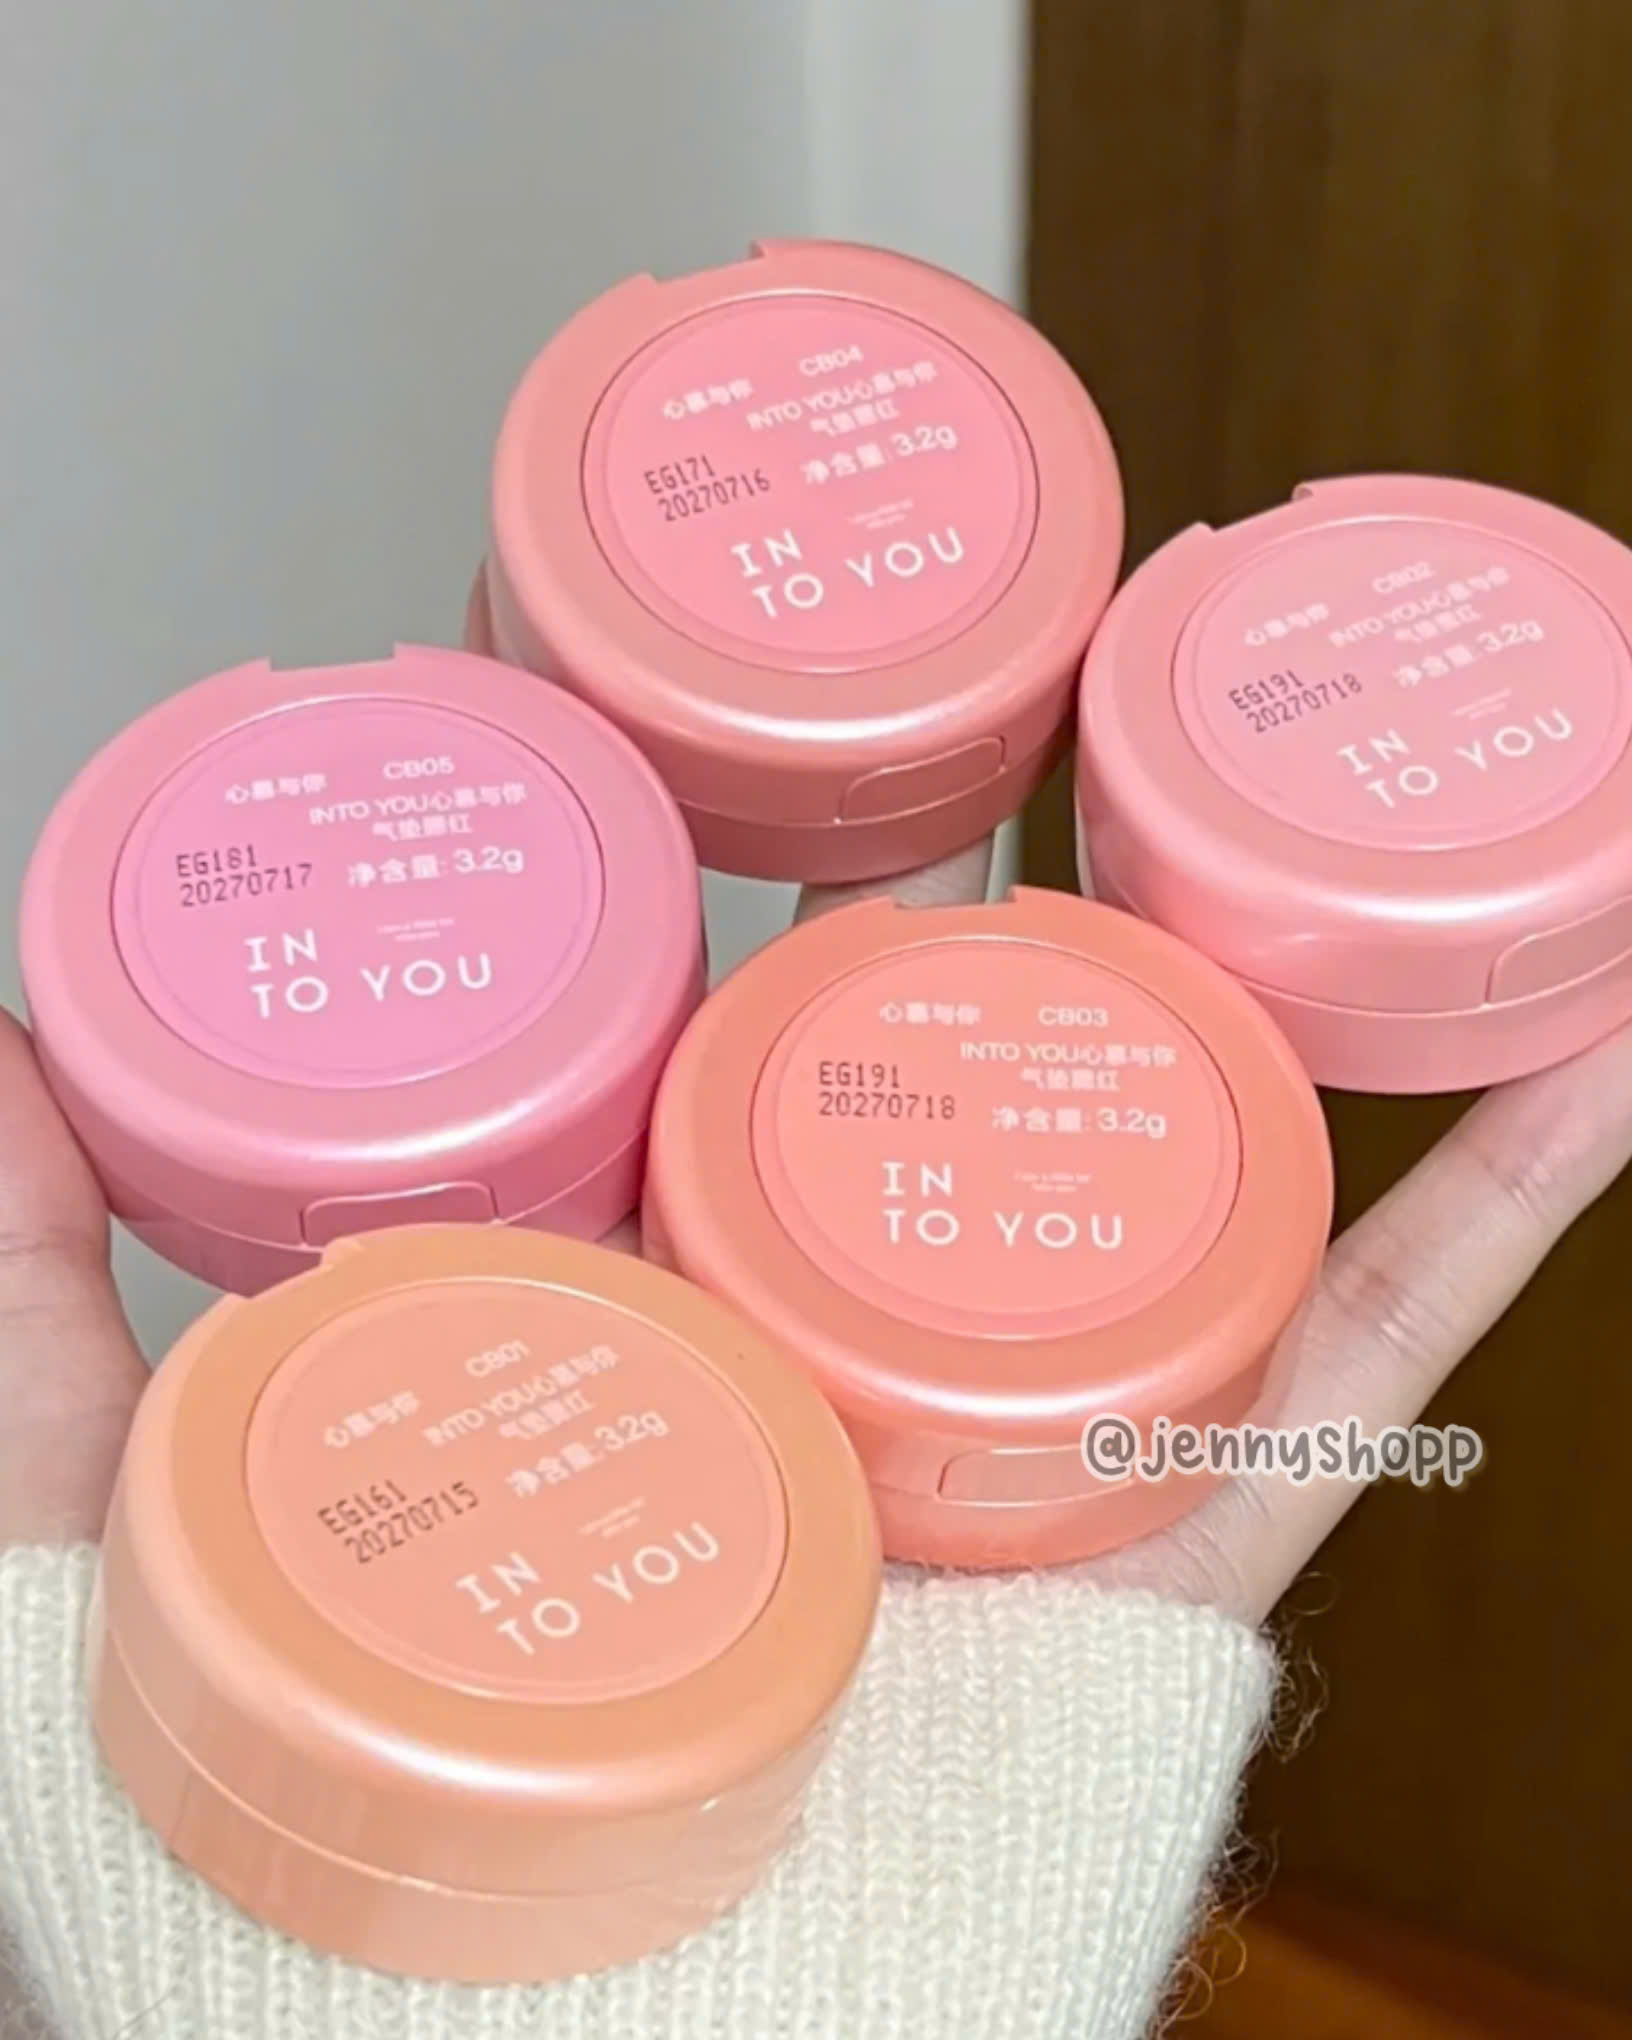 CB04
心慕与你
INTO YOU心慕与你
气垫腮红
净含量: 3.2g
EG171
20270716
IN
TO YOU
CB02
心慕与你
INTO YOU心慕与你
气垫腮红
净含量: 3.2g
EG191
20270718
IN
TO YOU
心慕与你 CB05
INTO YOU心慕与你
气垫腮红
净含量: 3.2g
EG181
20270717
IN
TO YOU
心慕与你 CB03
INTO YOU心慕与你
气垫腮红
净含量: 3.2g
EG191
20270718
IN
TO YOU
CB01
心慕与你
INTO YOU心慕与你
气垫腮红
净含量: 3.2g
EG161
20270715
IN
TO YOU
@jennyshopp